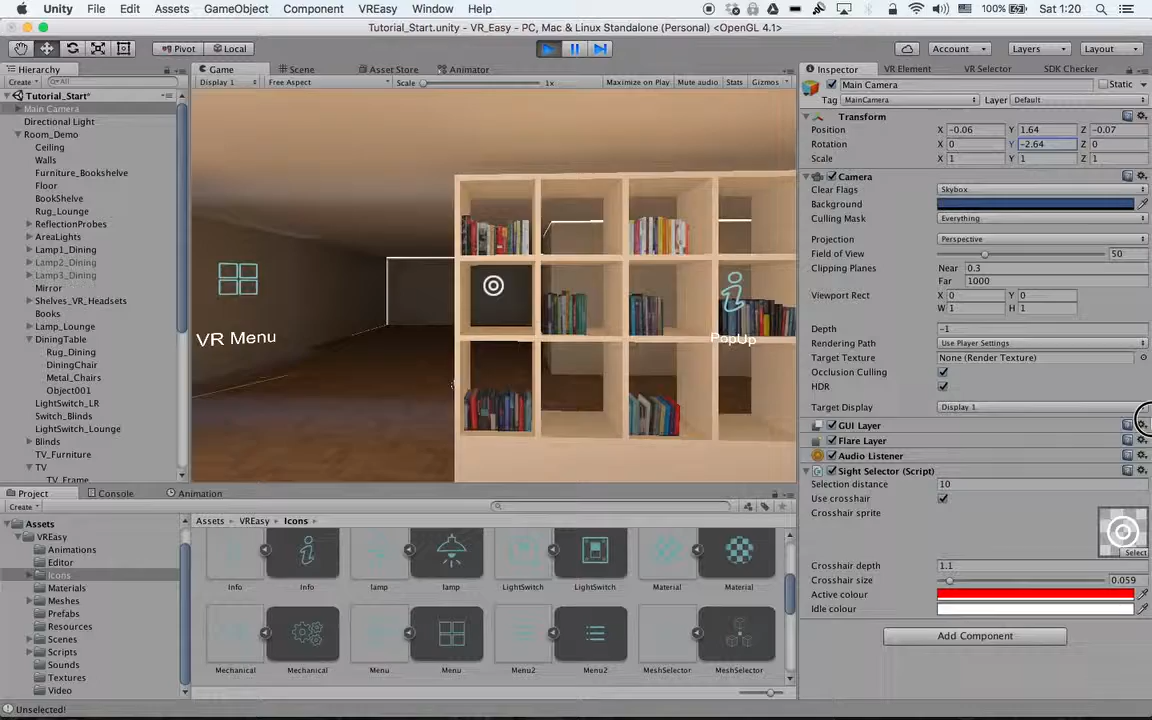 Unity File Edit Assets GameObject Component VREasy Window Help 100% Sat 1:20
Tutorial_Start.unity - VR_Easy - PC, Mac & Linux Standalone (Personal) <OpenGL 4.1>
Pivot Local Account Layers Layout
Hierarchy Game Scene Asset Store Animator Inspector VR Element VR Selector SDK Checker
Create All Display 1 Free Aspect Scale 1x Maximize on Play Mute audio Stats Gizmos Main Camera Static
Tutorial_Start* Tag MainCamera Layer Default
Main Camera
Directional Light
Room_Demo
Ceiling
Walls
Furniture_Bookshelve
Floor
BookShelve
Rug_Lounge
ReflectionProbes
AreaLights
Lamp1_Dining
Lamp2_Dining
Lamp3_Dining
Mirror
Shelves_VR_Headsets
Books
Lamp_Lounge
DiningTable
Rug_Dining
DiningChair
Metal_Chairs
Object001
LightSwitch_LR
Switch_Blinds
LightSwitch_Lounge
Blinds
TV_Furniture
TV
TV_Frame
VR Menu
PopUp
Transform
Position X -0.06 Y 1.64 Z -0.07
Rotation X 0 Y -2.64 Z 0
Scale X 1 Y 1 Z 1
Camera
Clear Flags Skybox
Background
Culling Mask Everything
Projection Perspective
Field of View 50
Clipping Planes Near 0.3
Far 1000
Viewport Rect X 0 Y 0
W 1 H 1
Depth -1
Rendering Path Use Player Settings
Target Texture None (Render Texture)
Occlusion Culling
HDR
Target Display Display 1
GUI Layer
Flare Layer
Audio Listener
Sight Selector (Script)
Selection distance 10
Use crosshair
Crosshair sprite
Select
Crosshair depth 1.1
Crosshair size 0.059
Active colour
Idle colour
Add Component
Project Console Animation
Create
Assets
VREasy
Animations
Editor
Icons
Materials
Meshes
Prefabs
Resources
Scenes
Scripts
Sounds
Textures
Video
Assets VREasy Icons
Info Info lamp lamp LightSwitch LightSwitch Material Material
Mechanical Mechanical Menu Menu Menu2 Menu2 MeshSelector MeshSelector
Unselected!